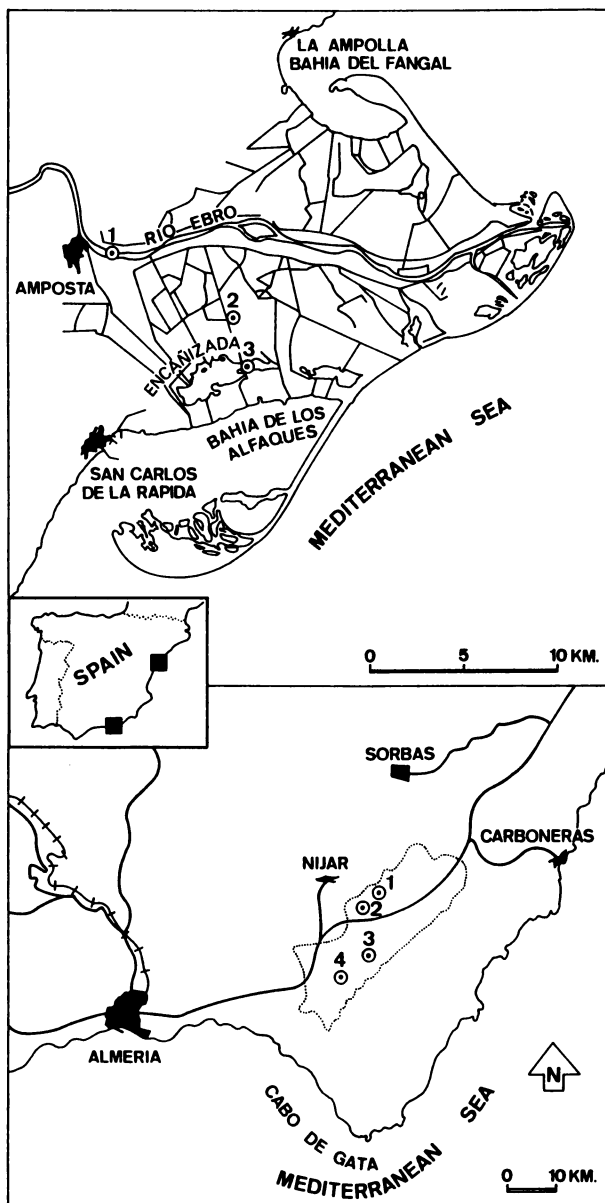 LA AMPOLLA
BAHIA DEL FANGAL
1
RIO EBRO
AMPOSTA
2
ENCAÑIZADA
3
BAHIA DE LOS
ALFAQUES
SAN CARLOS
DE LA RAPIDA
MEDITERRANEAN SEA
SPAIN
0 5 10 KM.
SORBAS
CARBONERAS
NIJAR
1
2
3
4
ALMERIA
N
CABO DE GATA
MEDITERRANEAN SEA
0 10 KM.